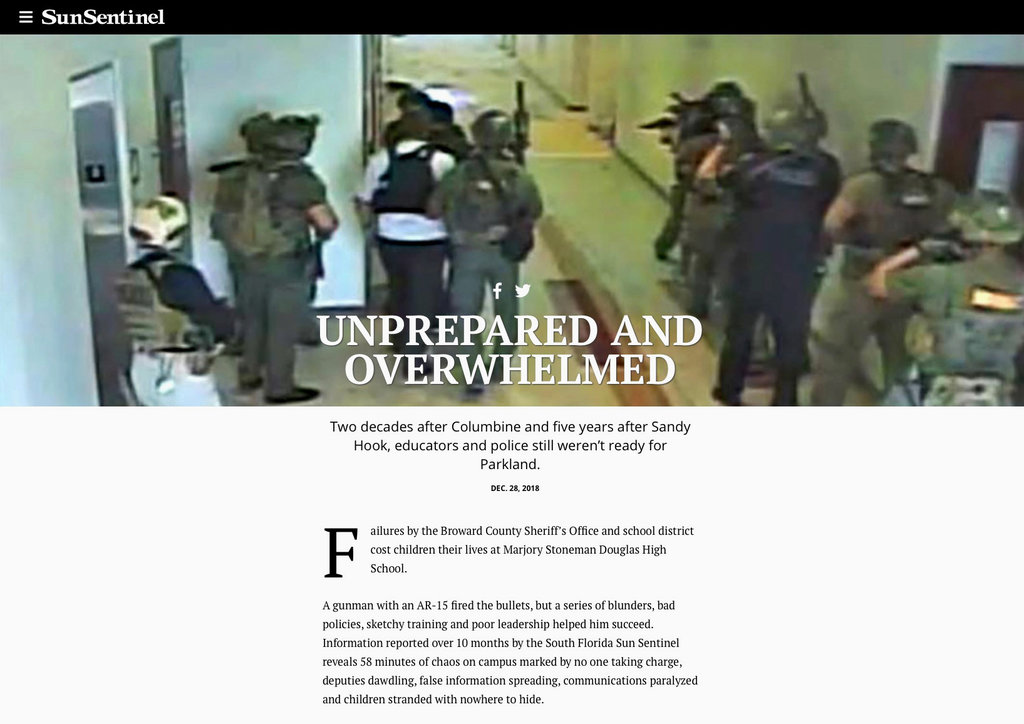 SunSentinel
UNPREPARED AND
OVERWHELMED
Two decades after Columbine and five years after Sandy
Hook, educators and police still weren’t ready for
Parkland.
DEC. 28, 2018
Failures by the Broward County Sheriff’s Office and school district
cost children their lives at Marjory Stoneman Douglas High
School.
A gunman with an AR-15 fired the bullets, but a series of blunders, bad
policies, sketchy training and poor leadership helped him succeed.
Information reported over 10 months by the South Florida Sun Sentinel
reveals 58 minutes of chaos on campus marked by no one taking charge,
deputies dawdling, false information spreading, communications paralyzed
and children stranded with nowhere to hide.